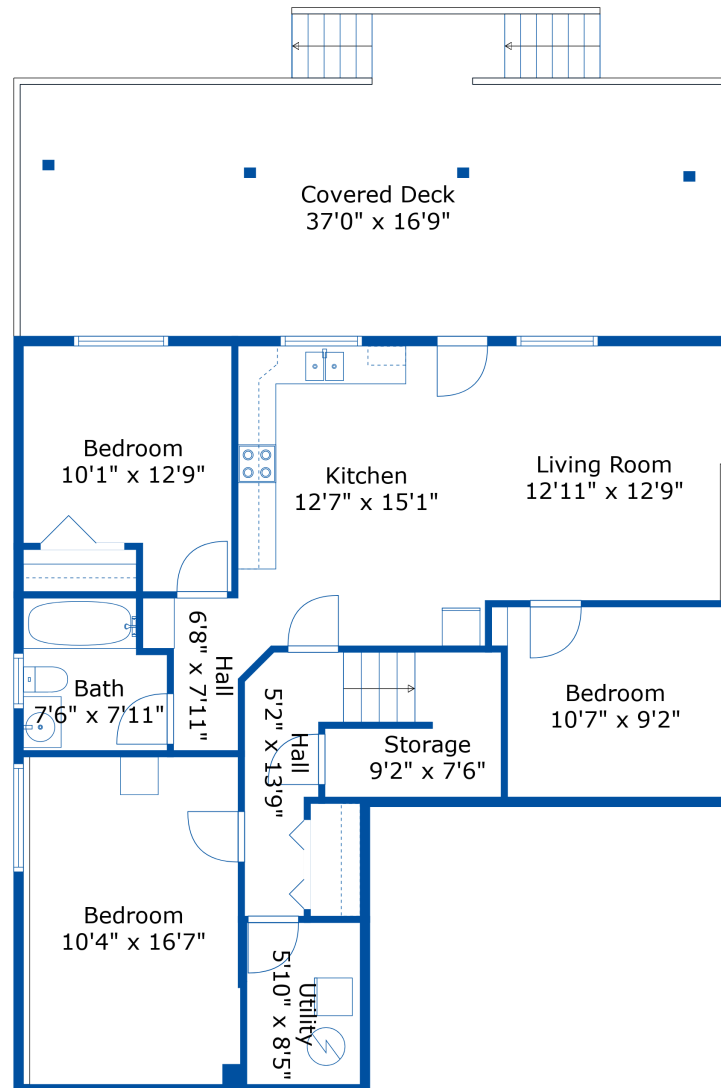 Covered Deck
37'0" x 16'9"
Bedroom
10'1" x 12'9"
Kitchen
12'7" x 15'1"
Living Room
12'11" x 12'9"
Hall
6'8" x 7'11"
Bath
7'6" x 7'11"
Hall
5'2" x 13'9"
Storage
9'2" x 7'6"
Bedroom
10'7" x 9'2"
Bedroom
10'4" x 16'7"
Utility
5'10" x 8'5"